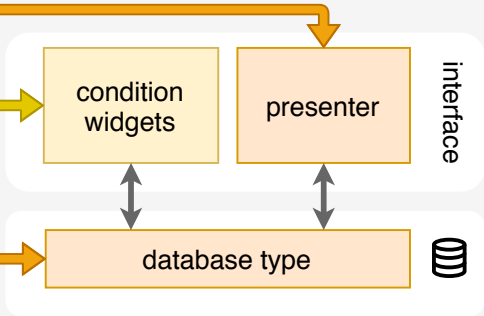 condition
widgets
presenter
interface
database type